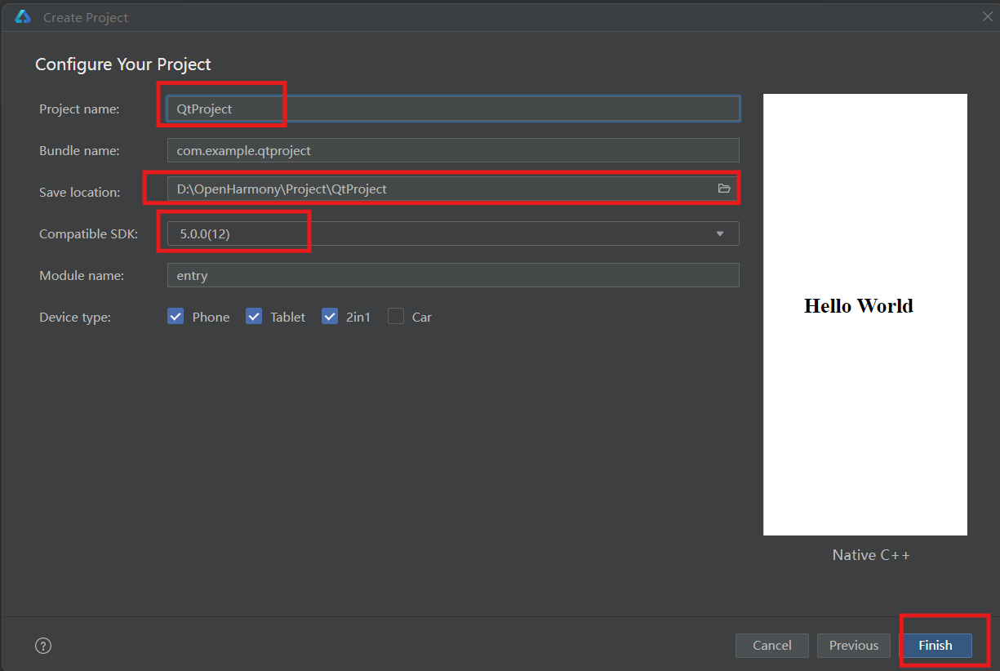 Create Project
Configure Your Project
Project name: QtProject
Bundle name: com.example.qtproject
Save location: D:\OpenHarmony\Project\QtProject
Compatible SDK: 5.0.0(12)
Module name: entry
Device type: Phone Tablet 2in1 Car
Hello World
Native C++
? Cancel Previous Finish